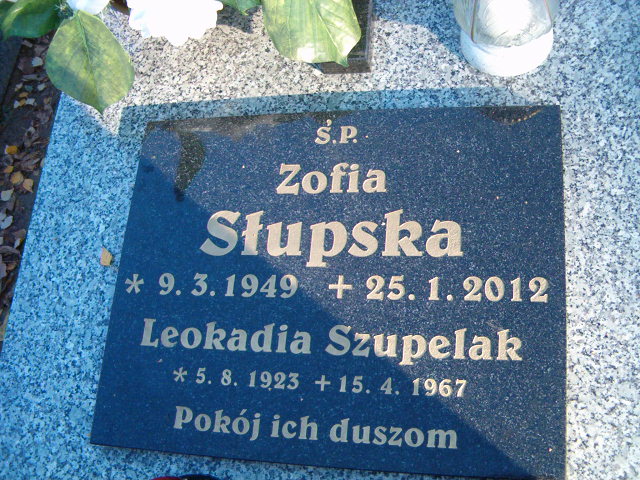 Ś.P.
Zofia
Słupska
* 9.3.1949 + 25.1.2012
Leokadia Szupelak
* 5.8.1923 + 15.4.1967
Pokój ich duszom